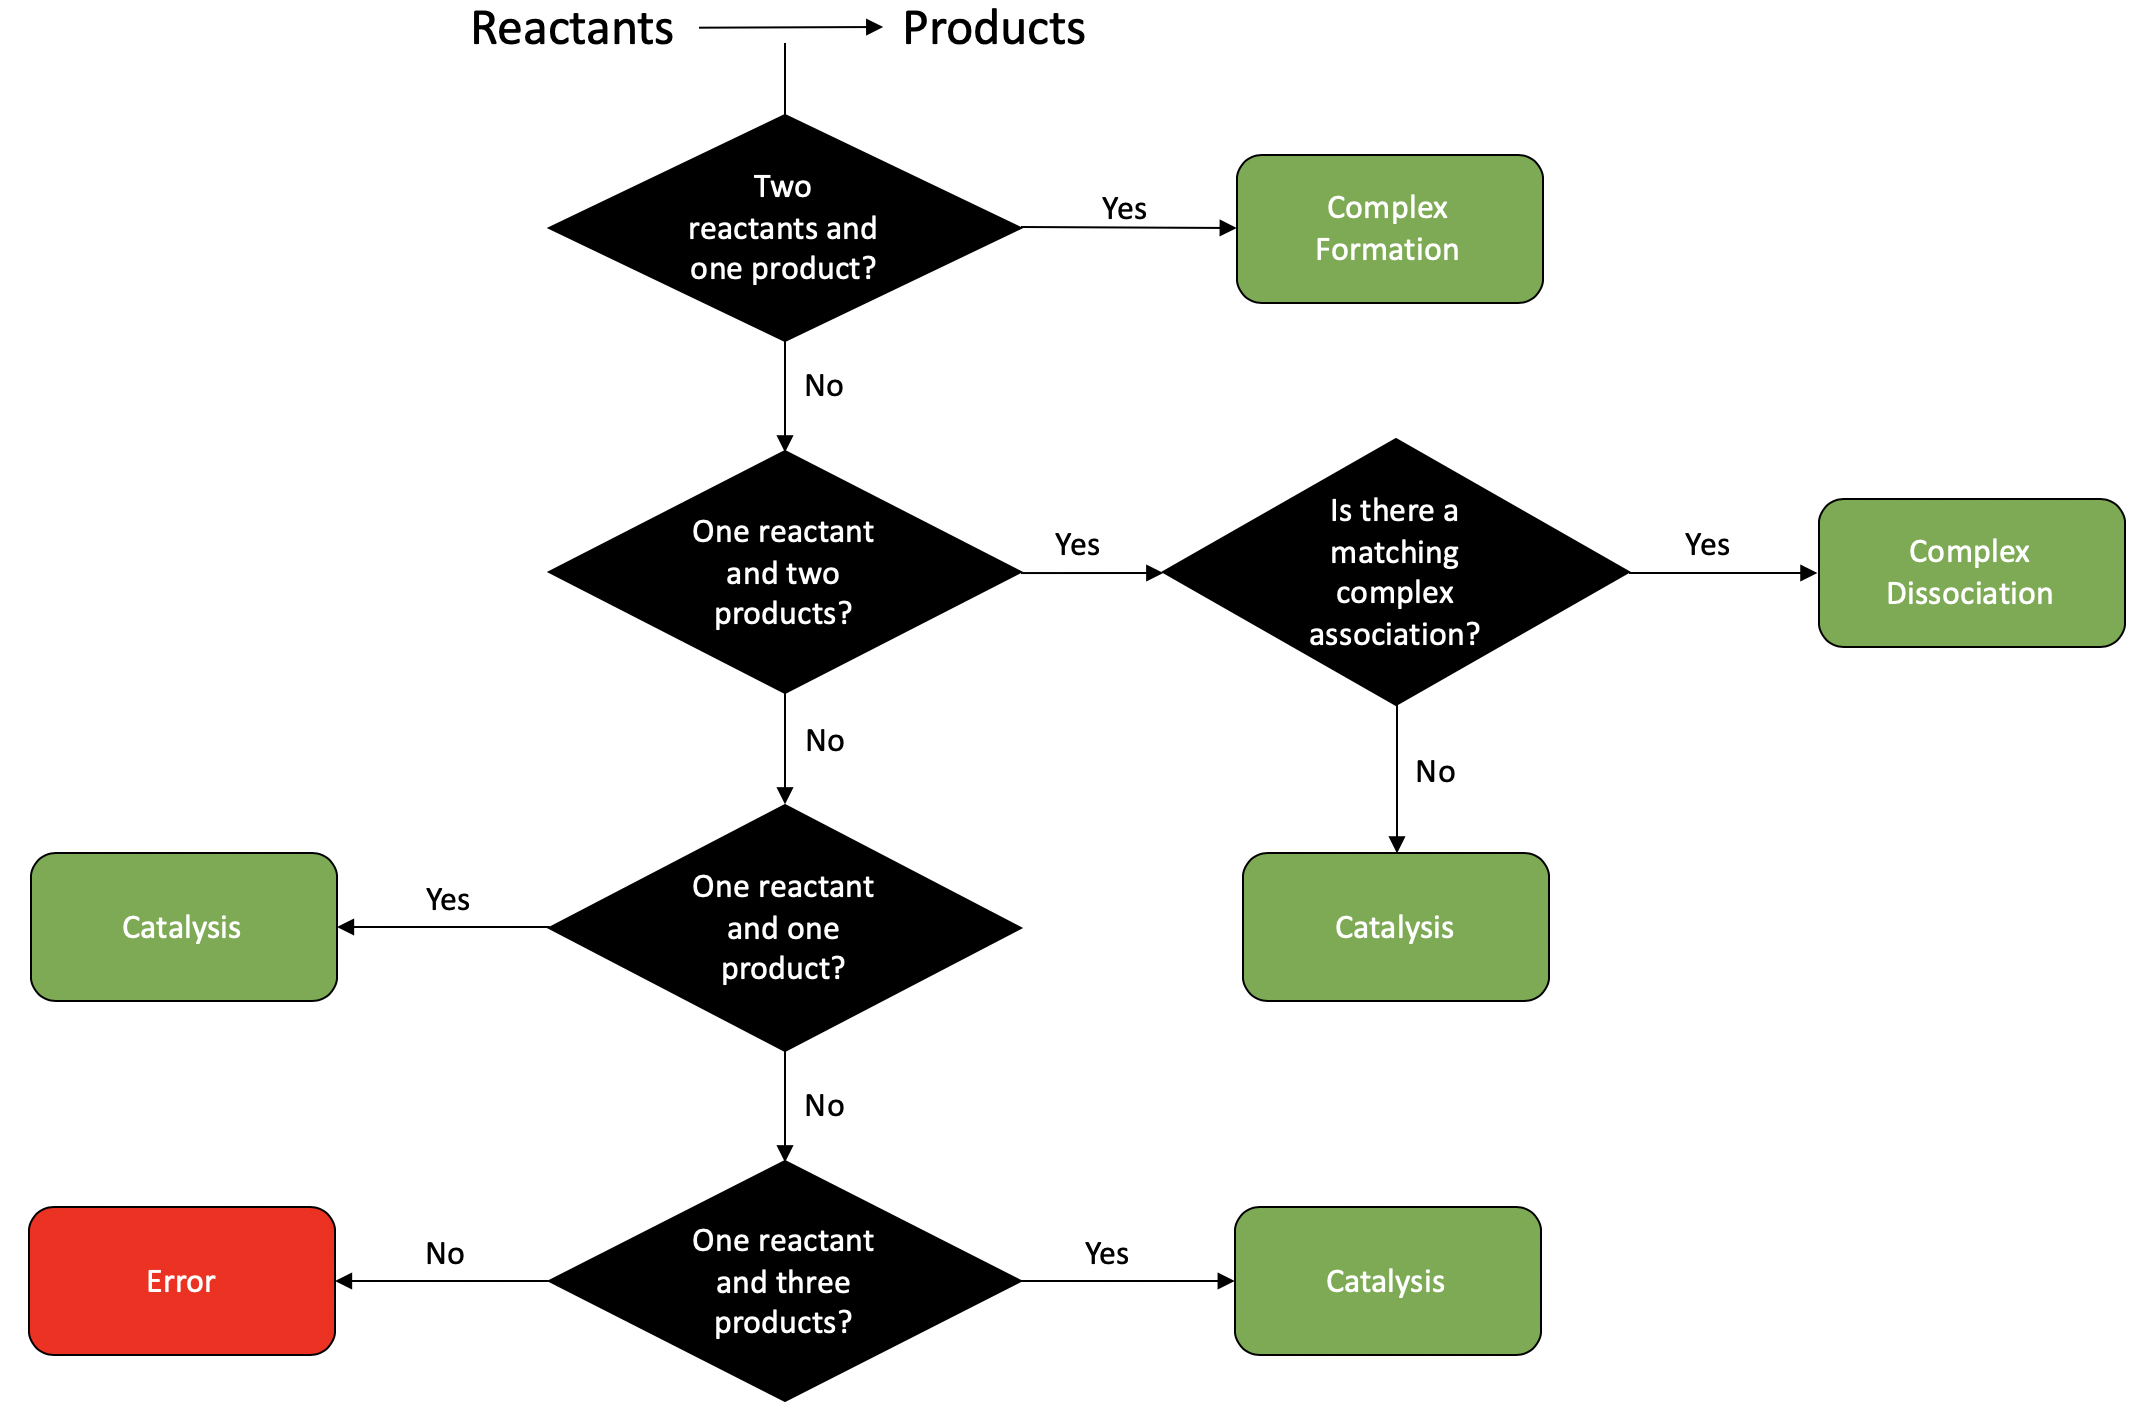 Reactants
Products
Two
reactants and
one product?
Yes
Complex
Formation
No
One reactant
and two
products?
Yes
Is there a
matching
complex
association?
Yes
Complex
Dissociation
No
No
Catalysis
Yes
One reactant
and one
product?
Catalysis
No
Error
No
One reactant
and three
products?
Yes
Catalysis